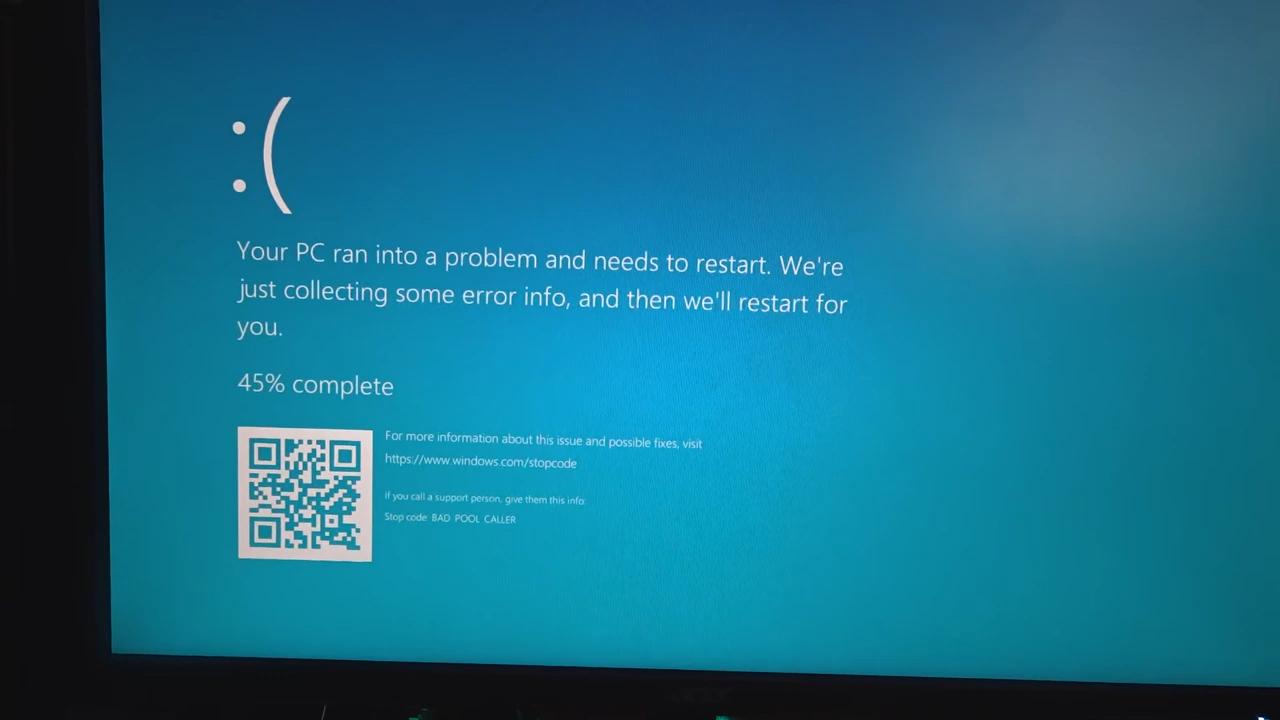 :(
Your PC ran into a problem and needs to restart. We're
just collecting some error info, and then we'll restart for
you.
45% complete
For more information about this issue and possible fixes, visit
https://www.windows.com/stopcode
If you call a support person, give them this info:
Stop code: BAD POOL CALLER